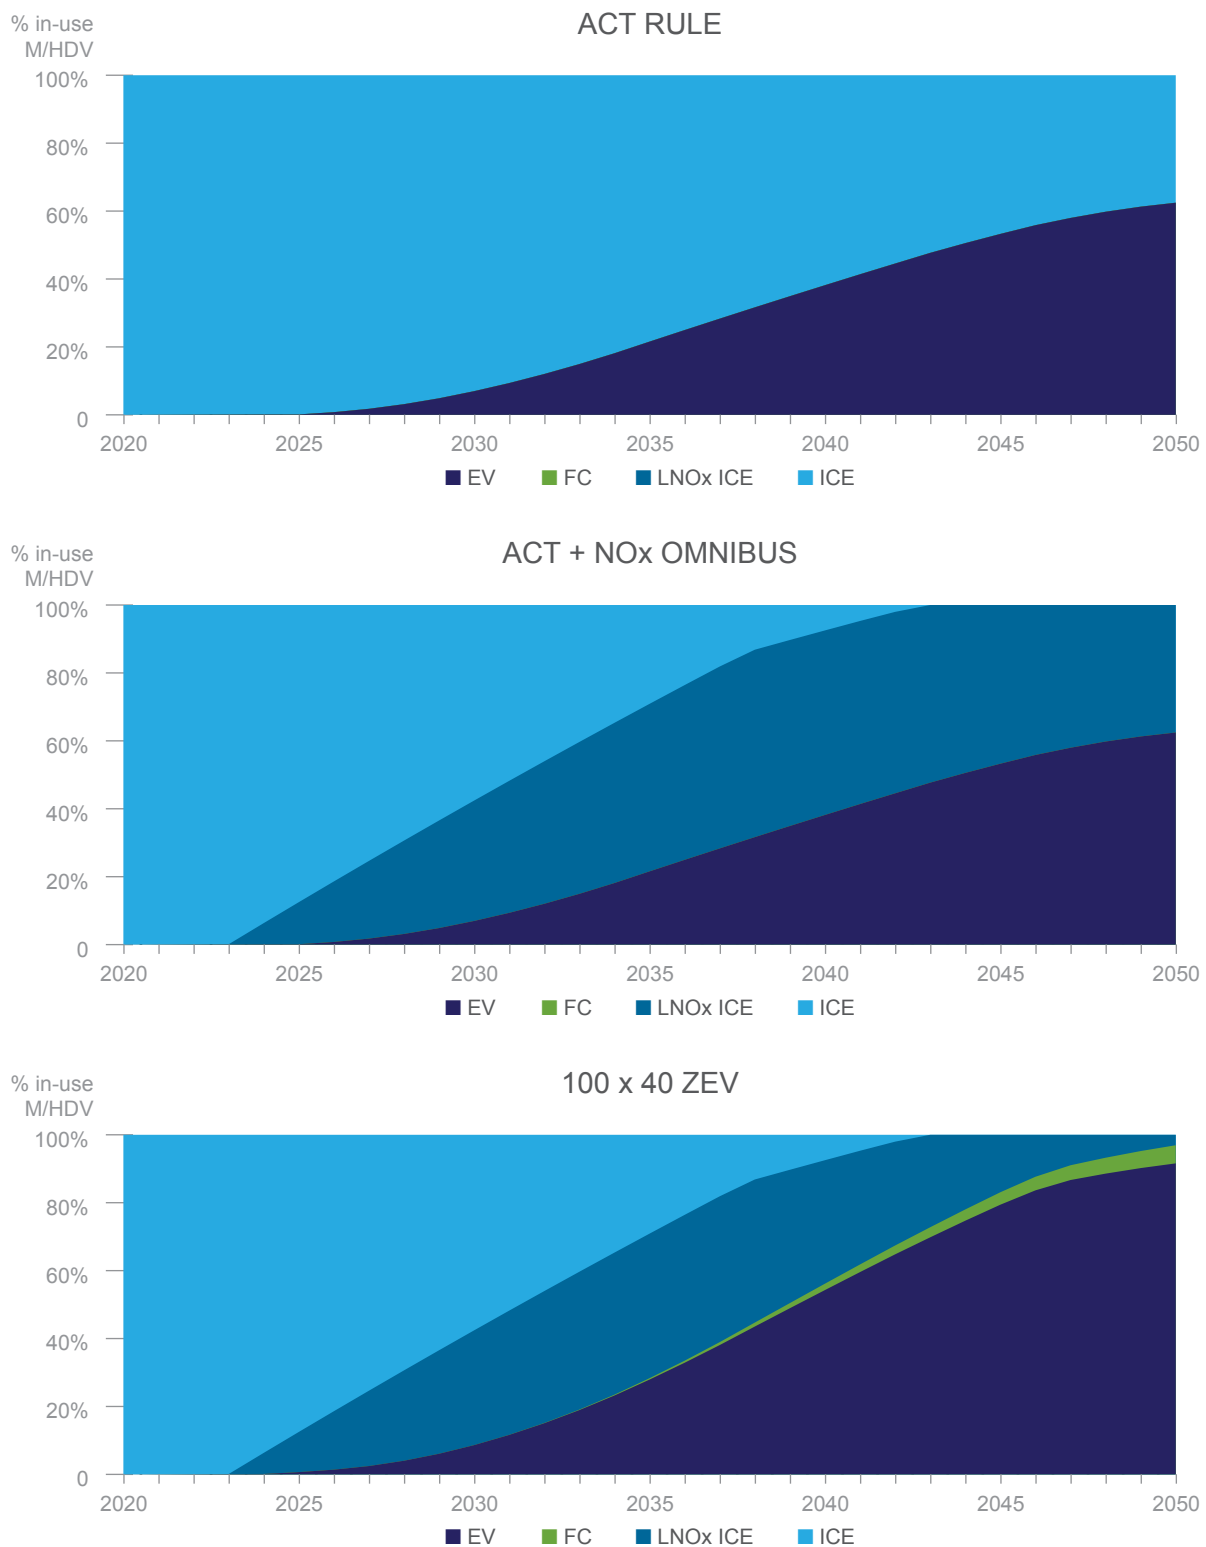 ACT RULE
% in-use
M/HDV
100%
80%
60%
40%
20%
0
2020 2025 2030 2035 2040 2045 2050
EV FC LNOx ICE ICE
ACT + NOx OMNIBUS
% in-use
M/HDV
100%
80%
60%
40%
20%
0
2020 2025 2030 2035 2040 2045 2050
EV FC LNOx ICE ICE
100 x 40 ZEV
% in-use
M/HDV
100%
80%
60%
40%
20%
0
2020 2025 2030 2035 2040 2045 2050
EV FC LNOx ICE ICE